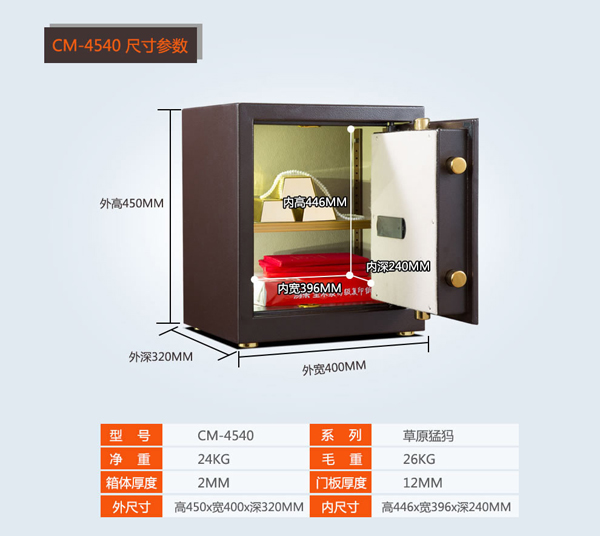 CM-4540 尺寸参数
外高450MM
内高446MM
内深240MM
内宽396MM
外深320MM
外宽400MM
型 号 CM-4540 系 列 草原猛犸
净 重 24KG 毛 重 26KG
箱体厚度 2MM 门板厚度 12MM
外尺寸 高450x宽400x深320MM 内尺寸 高446x宽396x深240MM